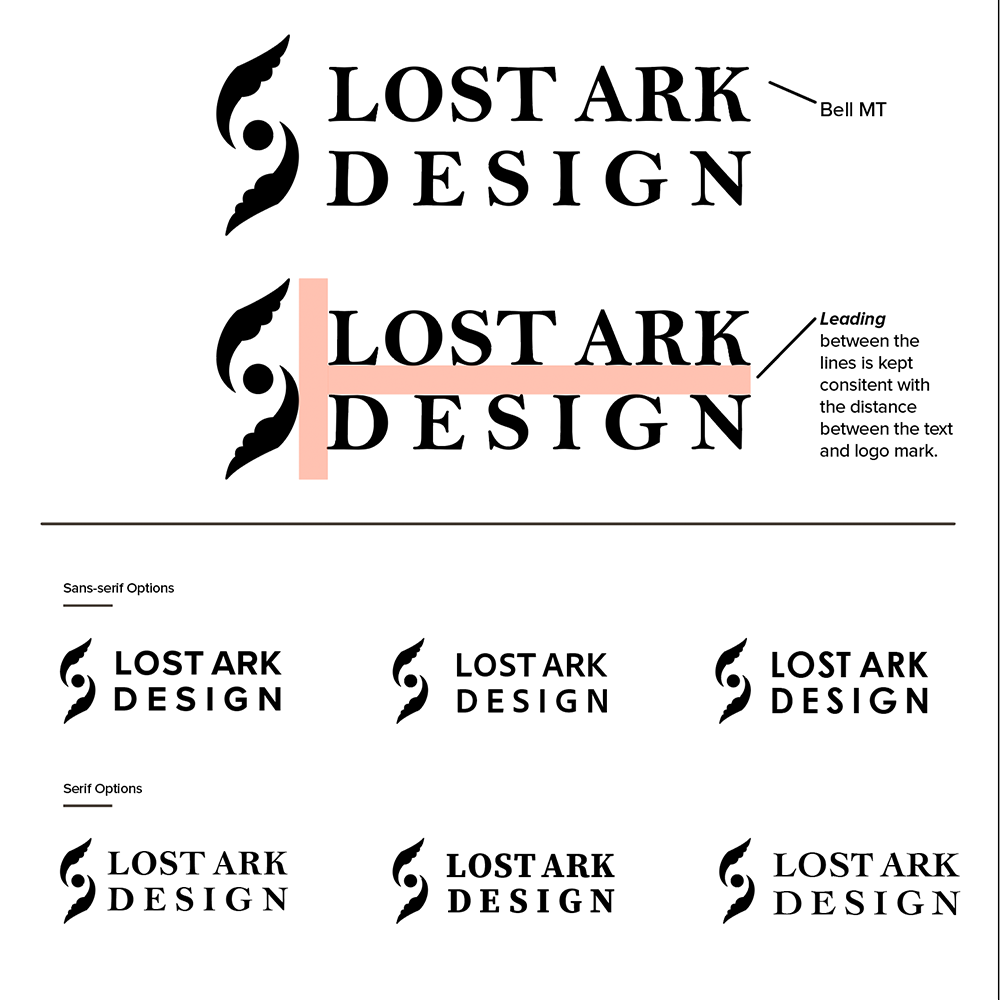 LOST ARK
DESIGN
Bell MT
LOST ARK
DESIGN
Leading
between the
lines is kept
consitent with
the distance
between the text
and logo mark.
Sans-serif Options
LOST ARK
DESIGN
LOST ARK
DESIGN
LOST ARK
DESIGN
Serif Options
LOST ARK
DESIGN
LOST ARK
DESIGN
LOST ARK
DESIGN